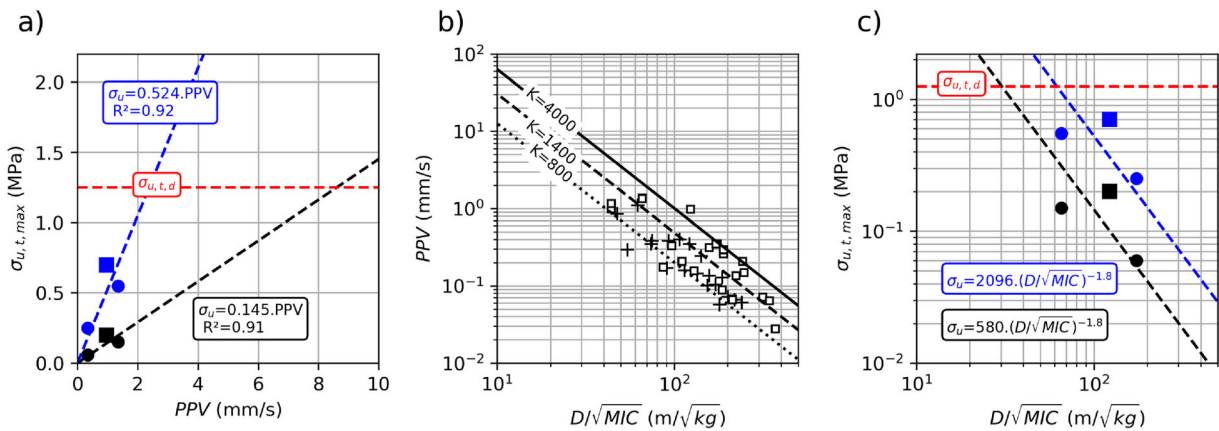 a)
σu,t,max (MPa)
2.0
1.5
1.0
0.5
0.0
σu=0.524.PPV
R²=0.92
σu,t,d
σu=0.145.PPV
R²=0.91
0 2 4 6 8 10
PPV (mm/s)
b)
PPV (mm/s)
10²
10¹
10⁰
10⁻¹
10⁻²
K=4000
K=1400
K=800
10¹ 10²
D/√MIC (m/√kg)
c)
σu,t,max (MPa)
10⁰
10⁻¹
10⁻²
σu,t,d
σu=2096.(D/√MIC)⁻¹·⁸
σu=580.(D/√MIC)⁻¹·⁸
10¹ 10²
D/√MIC (m/√kg)